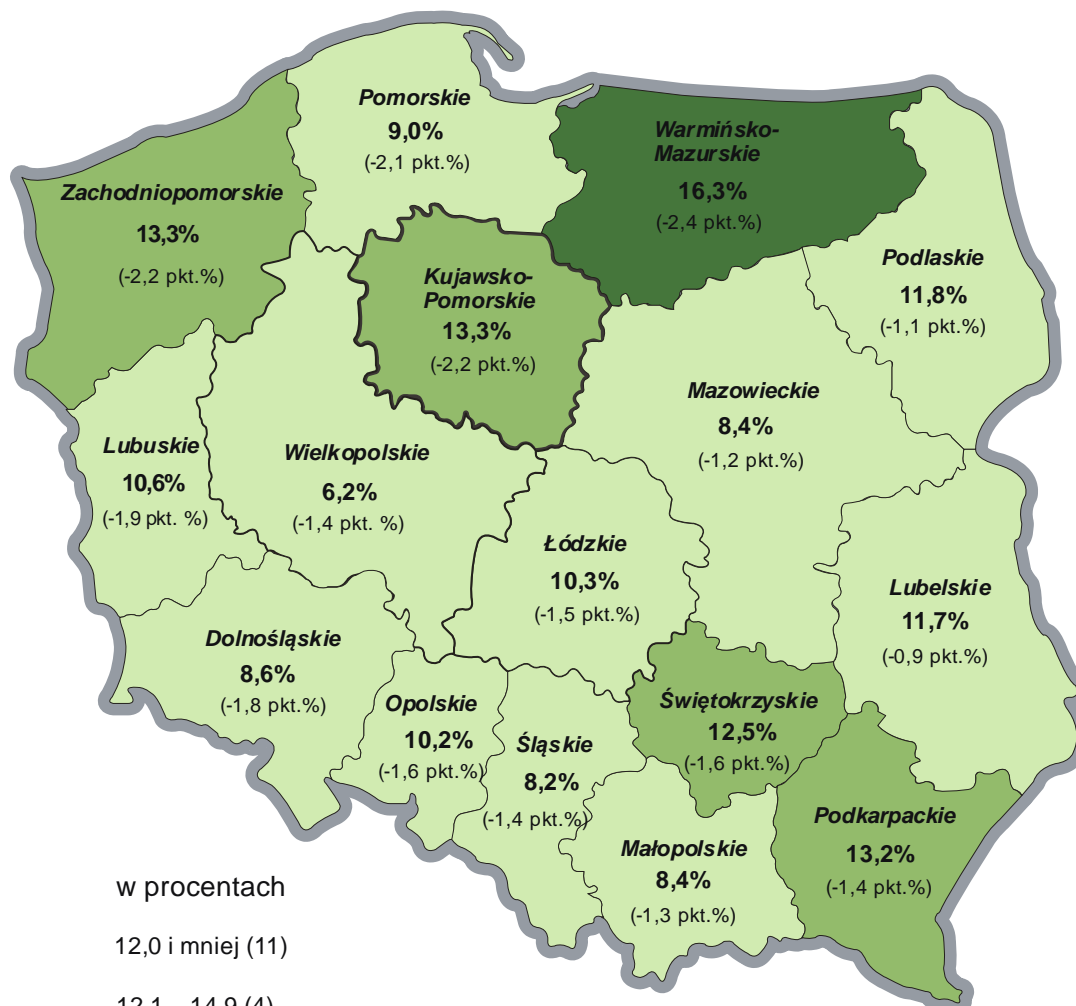 Pomorskie
9,0%
(-2,1 pkt.%)
Warmińsko-
Mazurskie
16,3%
(-2,4 pkt.%)
Zachodniopomorskie
13,3%
(-2,2 pkt.%)
Kujawsko-
Pomorskie
13,3%
(-2,2 pkt.%)
Podlaskie
11,8%
(-1,1 pkt.%)
Mazowieckie
8,4%
(-1,2 pkt.%)
Lubuskie
10,6%
(-1,9 pkt. %)
Wielkopolskie
6,2%
(-1,4 pkt. %)
Łódzkie
10,3%
(-1,5 pkt.%)
Lubelskie
11,7%
(-0,9 pkt.%)
Dolnośląskie
8,6%
(-1,8 pkt.%)
Opolskie
10,2%
(-1,6 pkt.%)
Śląskie
8,2%
(-1,4 pkt.%)
Świętokrzyskie
12,5%
(-1,6 pkt.%)
Małopolskie
8,4%
(-1,3 pkt.%)
Podkarpackie
13,2%
(-1,4 pkt.%)
w procentach
12,0 i mniej (11)
12,1 – 14,9 (4)